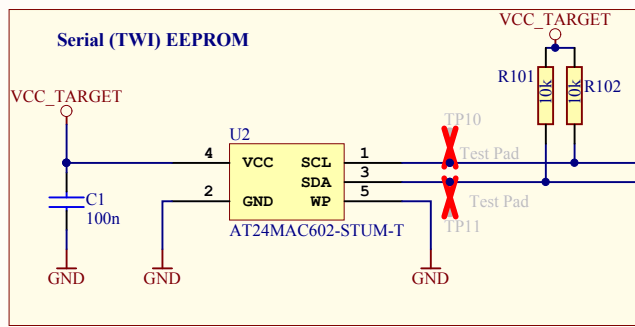 Serial (TWI) EEPROM
VCC_TARGET
VCC_TARGET
R101
10k
10k
R102
TP10
Test Pad
U2
4
VCC
SCL
1
SDA
3
2
GND
WP
5
Test Pad
TP11
C1
100n
AT24MAC602-STUM-T
GND
GND
GND